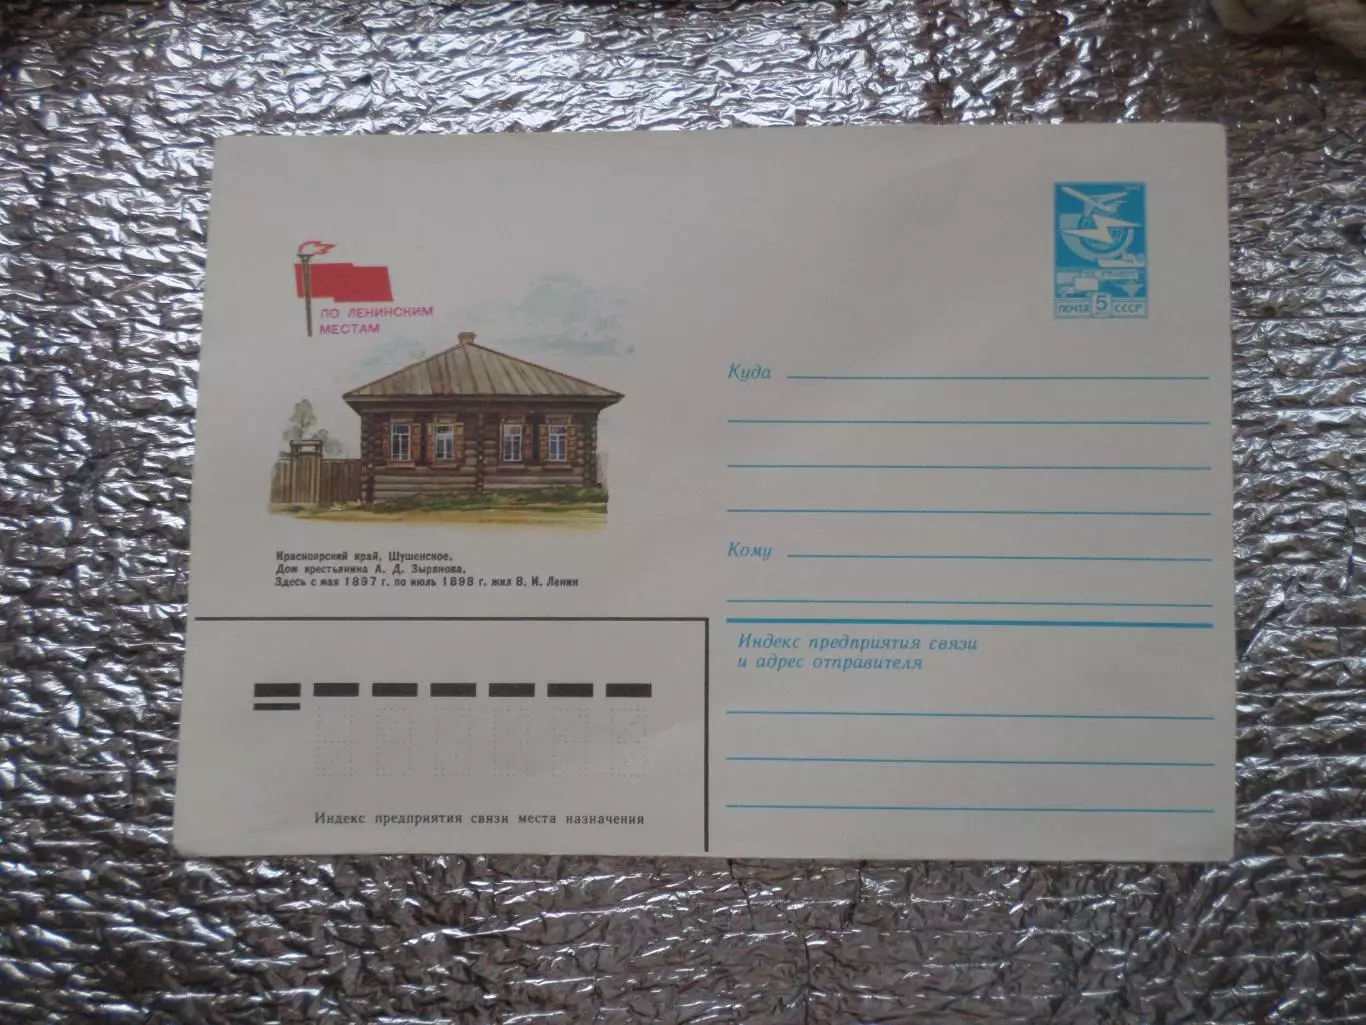 ПО ЛЕНИНСКИМ
МЕСТАМ
Красноярский край, Шушенское.
Дом крестьянина А. Д. Зырянова.
Здесь с мая 1897 г. по июль 1898 г. жил В. И. Ленин
ПОЧТА 5 СССР
Куда
Кому
Индекс предприятия связи
и адрес отправителя
Индекс предприятия связи места назначения